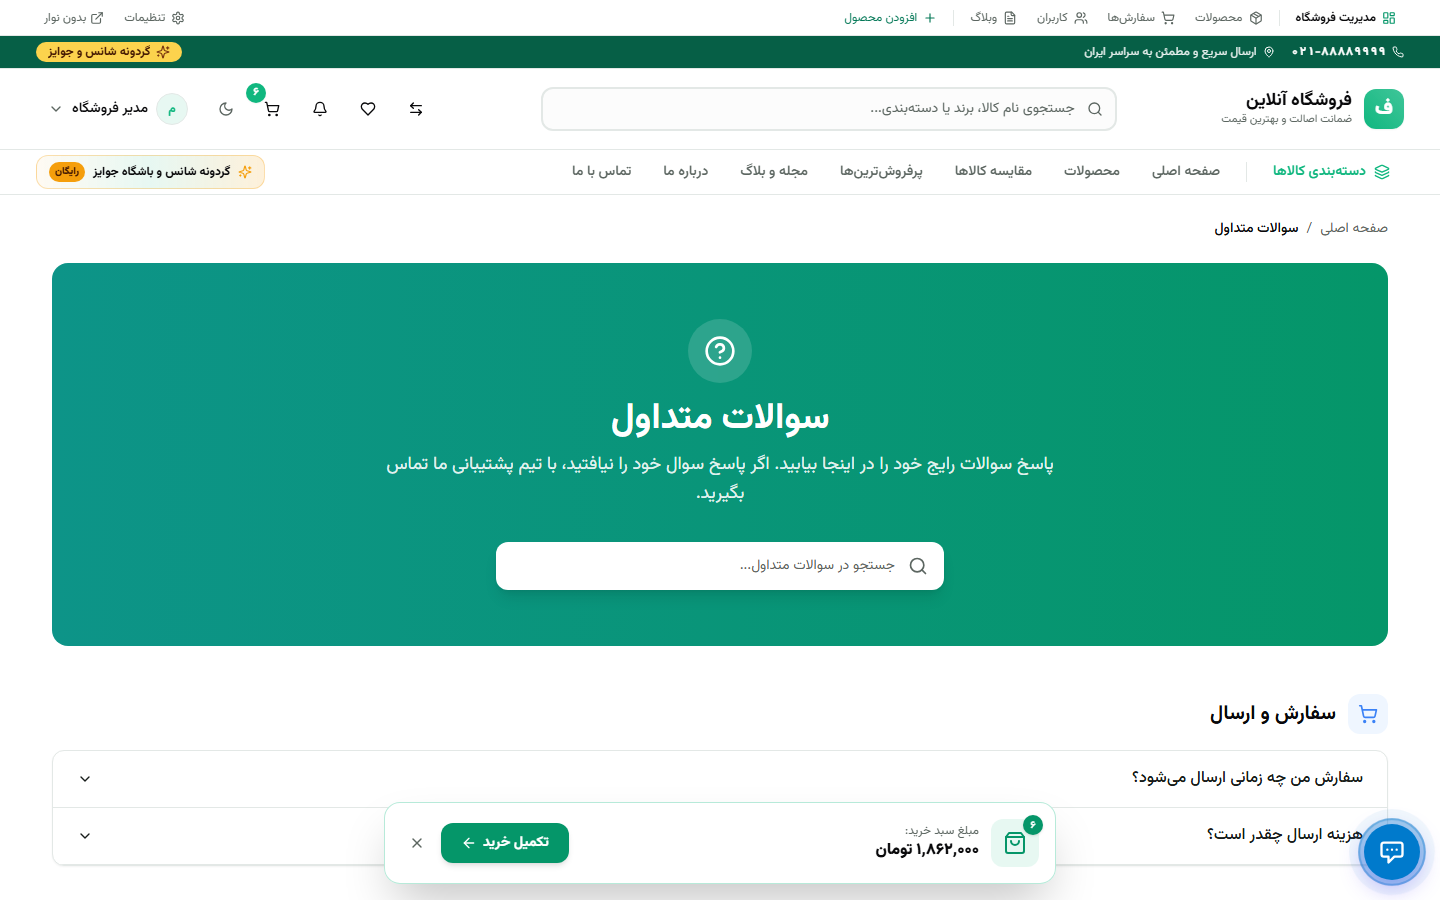 مدیریت فروشگاه
محصولات
سفارش‌ها
کاربران
وبلاگ
افزودن محصول
تنظیمات
بدون نوار
۰۲۱-۸۸۸۸۹۹۹۹
ارسال سریع و مطمئن به سراسر ایران
گردونه شانس و جوایز
ف
فروشگاه آنلاین
ضمانت اصالت و بهترین قیمت
جستجوی نام کالا، برند یا دسته‌بندی...
۶
م
مدیر فروشگاه
دسته‌بندی کالاها
صفحه اصلی
محصولات
مقایسه کالاها
پرفروش‌ترین‌ها
مجله و بلاگ
درباره ما
تماس با ما
گردونه شانس و باشگاه جوایز
رایگان
صفحه اصلی / سوالات متداول
سوالات متداول
پاسخ سوالات رایج خود را در اینجا بیابید. اگر پاسخ سوال خود را نیافتید، با تیم پشتیبانی ما تماس
بگیرید.
جستجو در سوالات متداول...
سفارش و ارسال
سفارش من چه زمانی ارسال می‌شود؟
هزینه ارسال چقدر است؟
۶
مبلغ سبد خرید:
۱,۸۶۲,۰۰۰ تومان
تکمیل خرید